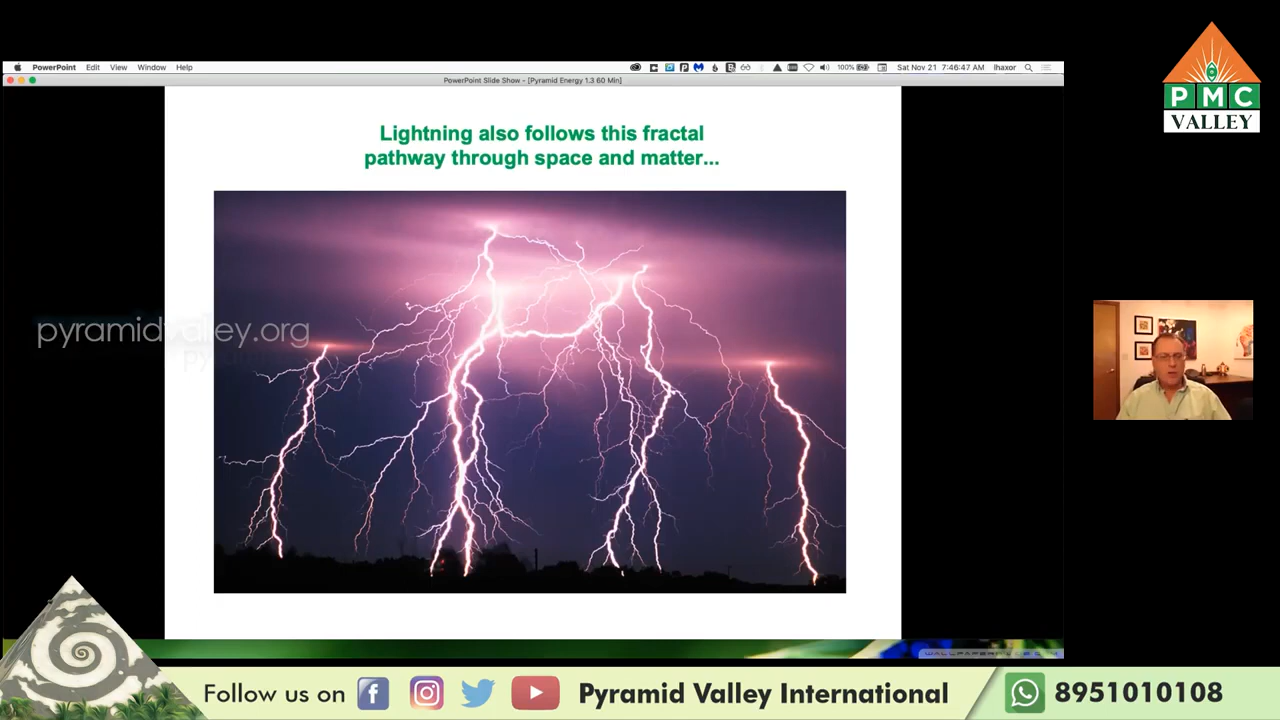 PowerPoint Edit View Window Help
100%
Sat Nov 21 7:46:47 AM lhaxor
PowerPoint Slide Show - [Pyramid Energy 1.3 60 Min]
PMC
VALLEY
Lightning also follows this fractal
pathway through space and matter...
pyramidvalley.org
Follow us on
Pyramid Valley International
8951010108